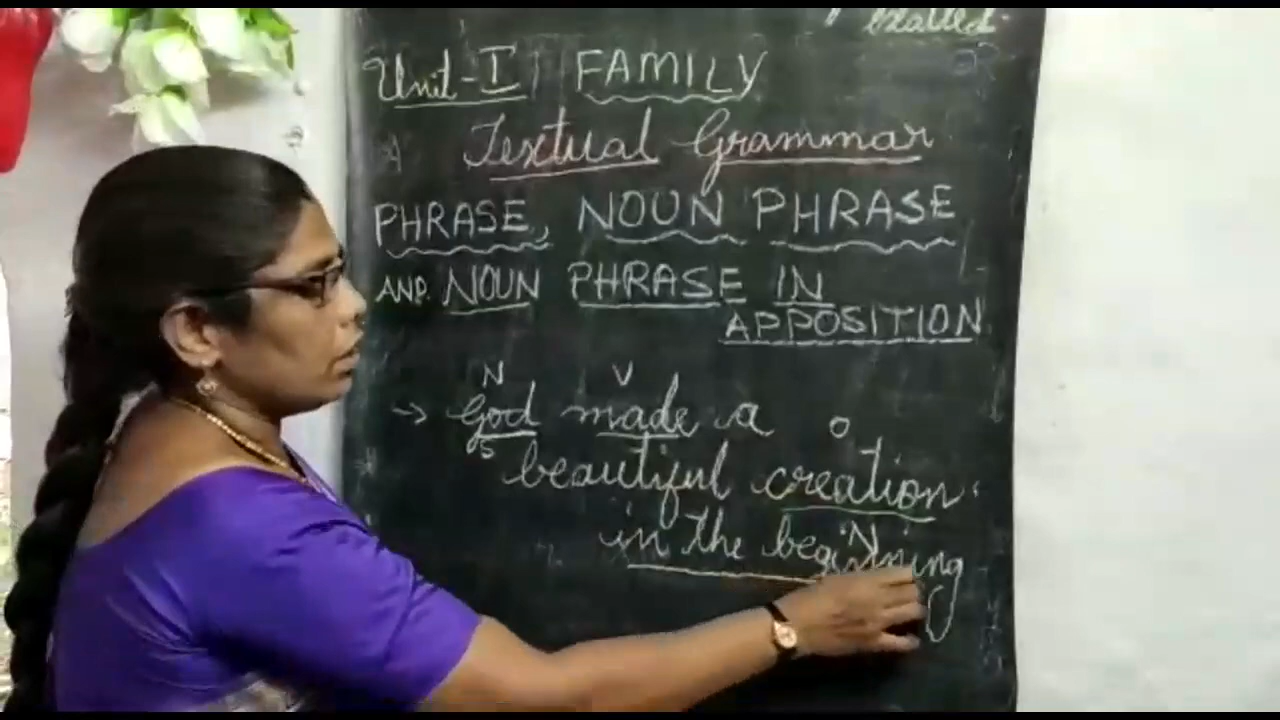 exalted.
Unit-I FAMILY
Textual Grammar
PHRASE, NOUN PHRASE
AND NOUN PHRASE IN
APPOSITION
N V
→ God made a O
S
beautiful creation.
N
in the beginning